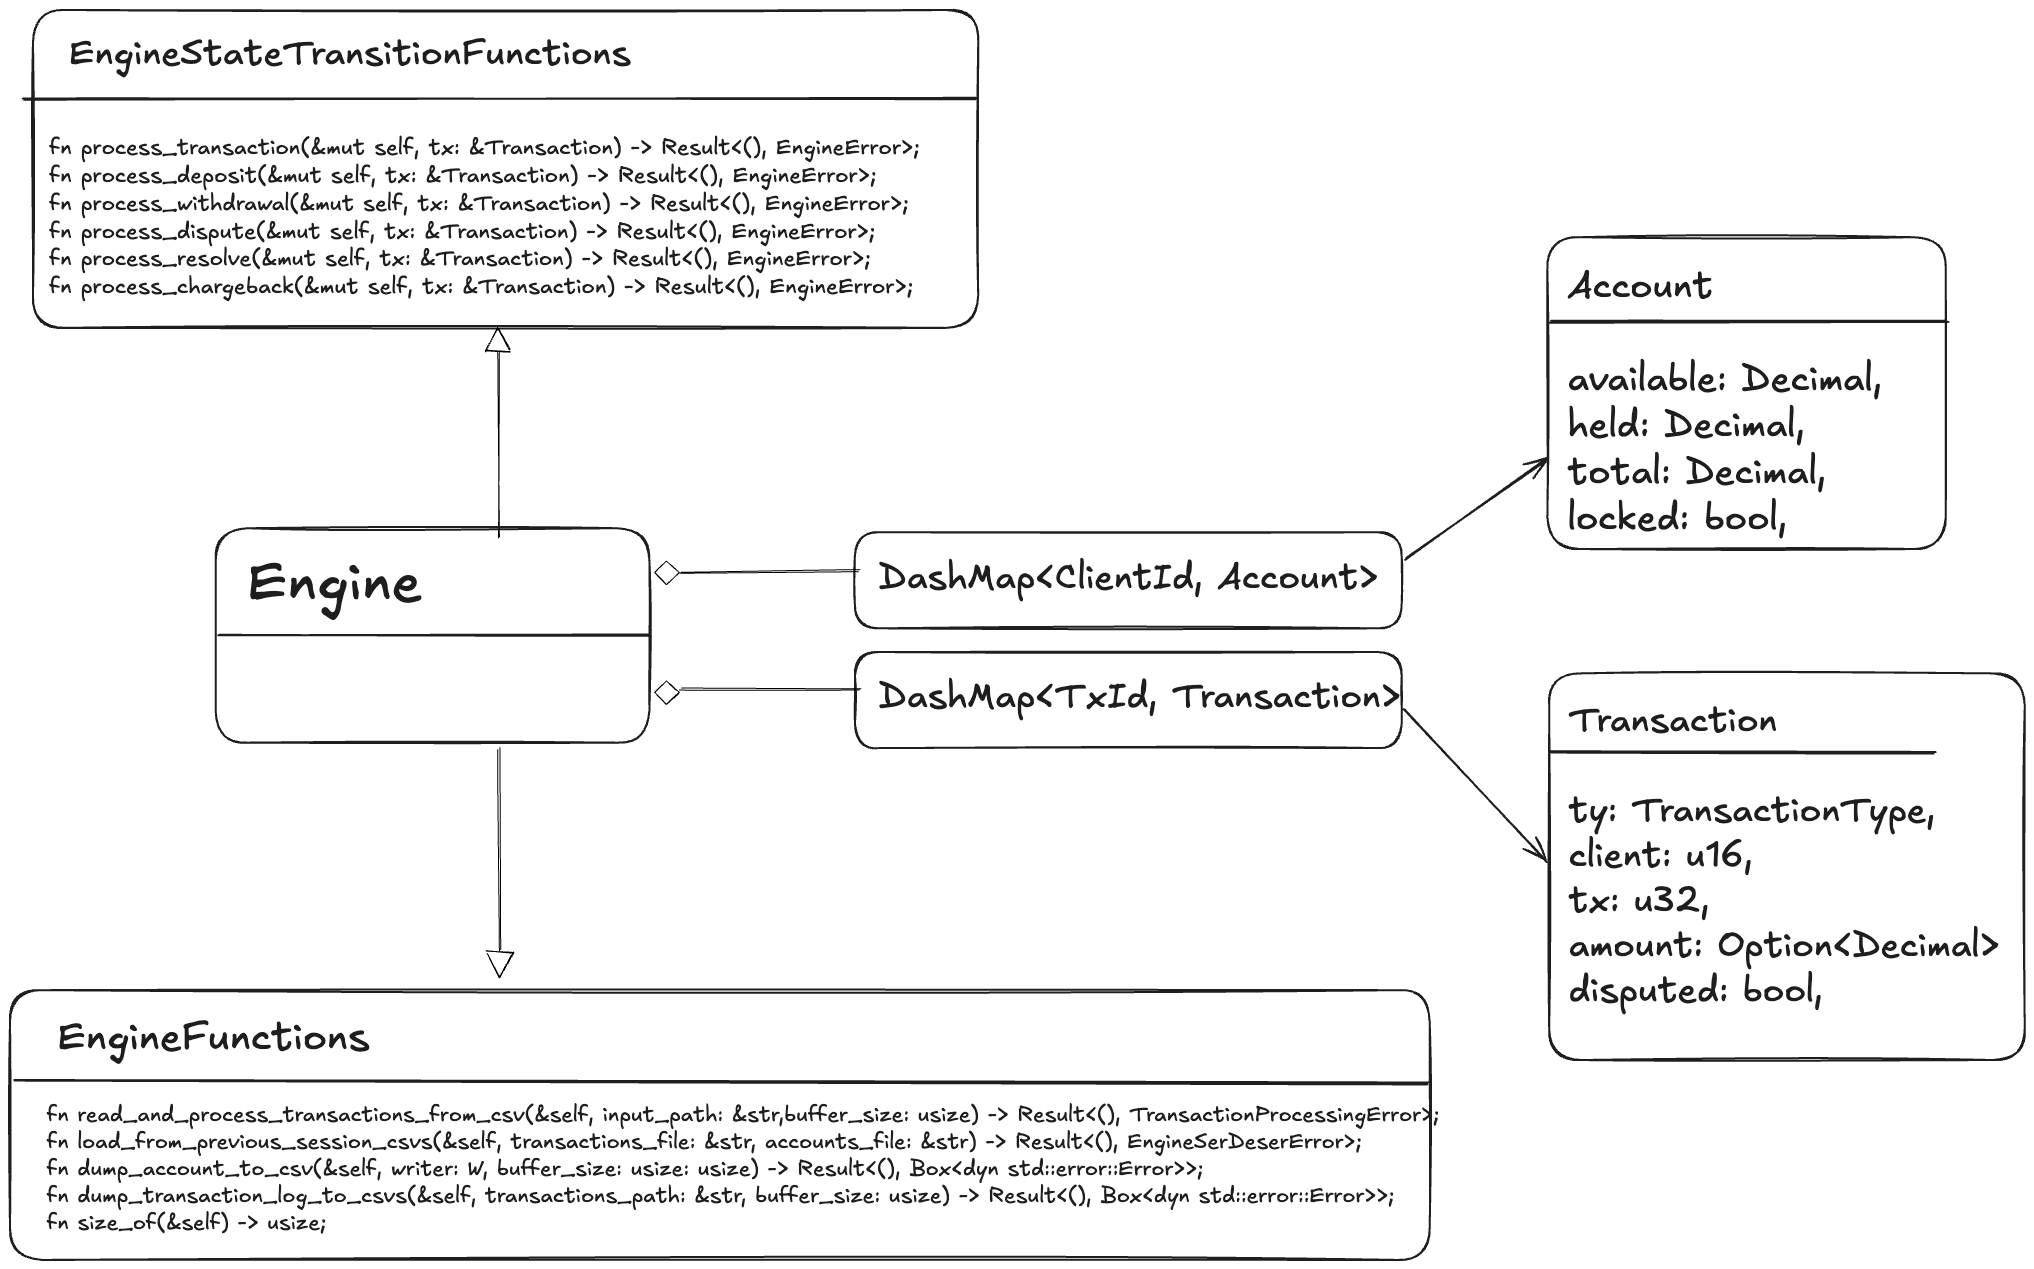 EngineStateTransitionFunctions
fn process_transaction(&mut self, tx: &Transaction) -> Result<(), EngineError>;
fn process_deposit(&mut self, tx: &Transaction) -> Result<(), EngineError>;
fn process_withdrawal(&mut self, tx: &Transaction) -> Result<(), EngineError>;
fn process_dispute(&mut self, tx: &Transaction) -> Result<(), EngineError>;
fn process_resolve(&mut self, tx: &Transaction) -> Result<(), EngineError>;
fn process_chargeback(&mut self, tx: &Transaction) -> Result<(), EngineError>;
Engine
DashMap<ClientId, Account>
DashMap<TxId, Transaction>
Account
available: Decimal,
held: Decimal,
total: Decimal,
locked: bool,
Transaction
ty: TransactionType,
client: u16,
tx: u32,
amount: Option<Decimal>
disputed: bool,
EngineFunctions
fn read_and_process_transactions_from_csv(&self, input_path: &str,buffer_size: usize) -> Result<(), TransactionProcessingError>;
fn load_from_previous_session_csvs(&self, transactions_file: &str, accounts_file: &str) -> Result<(), EngineSerDeserError>;
fn dump_account_to_csv(&self, writer: W, buffer_size: usize: usize) -> Result<(), Box<dyn std::error::Error>>;
fn dump_transaction_log_to_csvs(&self, transactions_path: &str, buffer_size: usize) -> Result<(), Box<dyn std::error::Error>>;
fn size_of(&self) -> usize;